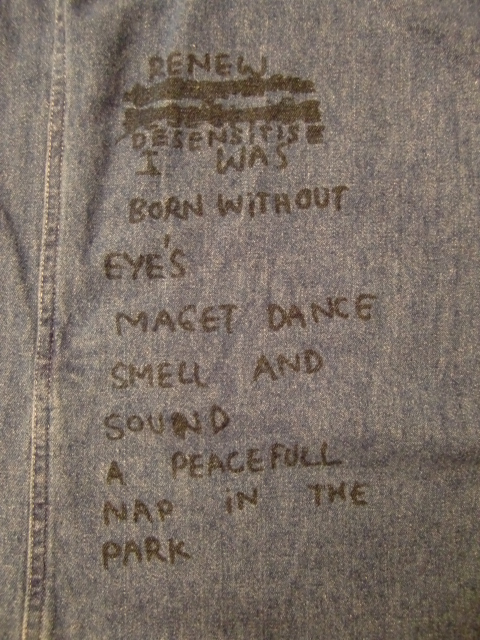 RENEW
DESENSITISE
I WAS
BORN WITHOUT
EYE'S
MAGET DANCE
SMELL AND
SOUND
A PEACEFULL
NAP iN THE
PARK